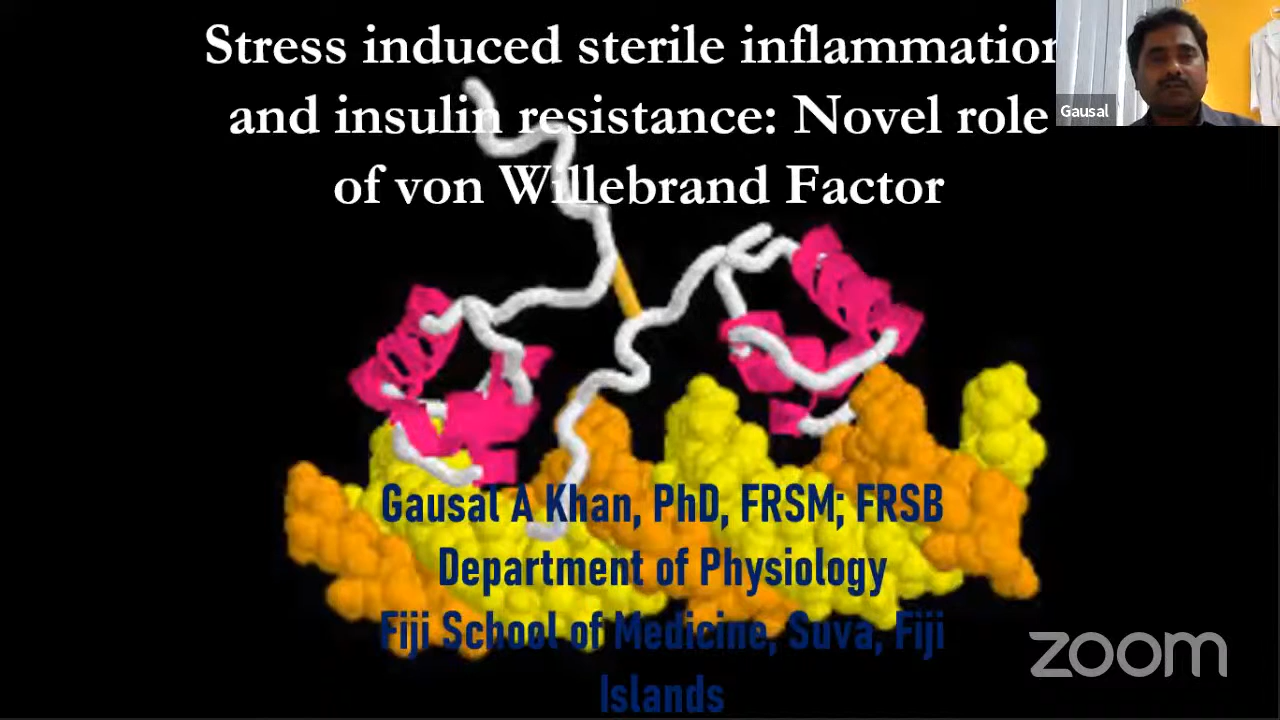 Stress induced sterile inflammation
and insulin resistance: Novel role
of von Willebrand Factor
Gausal
Gausal A Khan, PhD, FRSM; FRSB
Department of Physiology
Fiji School of Medicine, Suva, Fiji
Islands
zoom